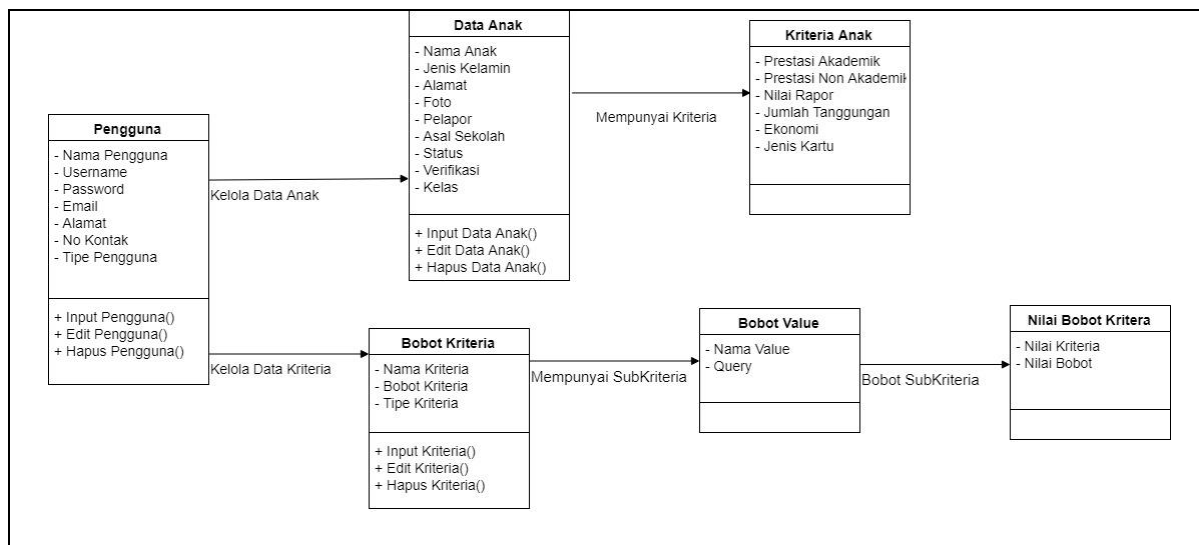 Data Anak
- Nama Anak
- Jenis Kelamin
- Alamat
- Foto
- Pelapor
- Asal Sekolah
- Status
- Verifikasi
- Kelas
+ Input Data Anak()
+ Edit Data Anak()
+ Hapus Data Anak()
Mempunyai Kriteria
Kriteria Anak
- Prestasi Akademik
- Prestasi Non Akademik
- Nilai Rapor
- Jumlah Tanggungan
- Ekonomi
- Jenis Kartu
Pengguna
- Nama Pengguna
- Username
- Password
- Email
- Alamat
- No Kontak
- Tipe Pengguna
+ Input Pengguna()
+ Edit Pengguna()
+ Hapus Pengguna()
Kelola Data Anak
Kelola Data Kriteria
Bobot Kriteria
- Nama Kriteria
- Bobot Kriteria
- Tipe Kriteria
+ Input Kriteria()
+ Edit Kriteria()
+ Hapus Kriteria()
Mempunyai SubKriteria
Bobot Value
- Nama Value
- Query
Bobot SubKriteria
Nilai Bobot Kritera
- Nilai Kriteria
- Nilai Bobot